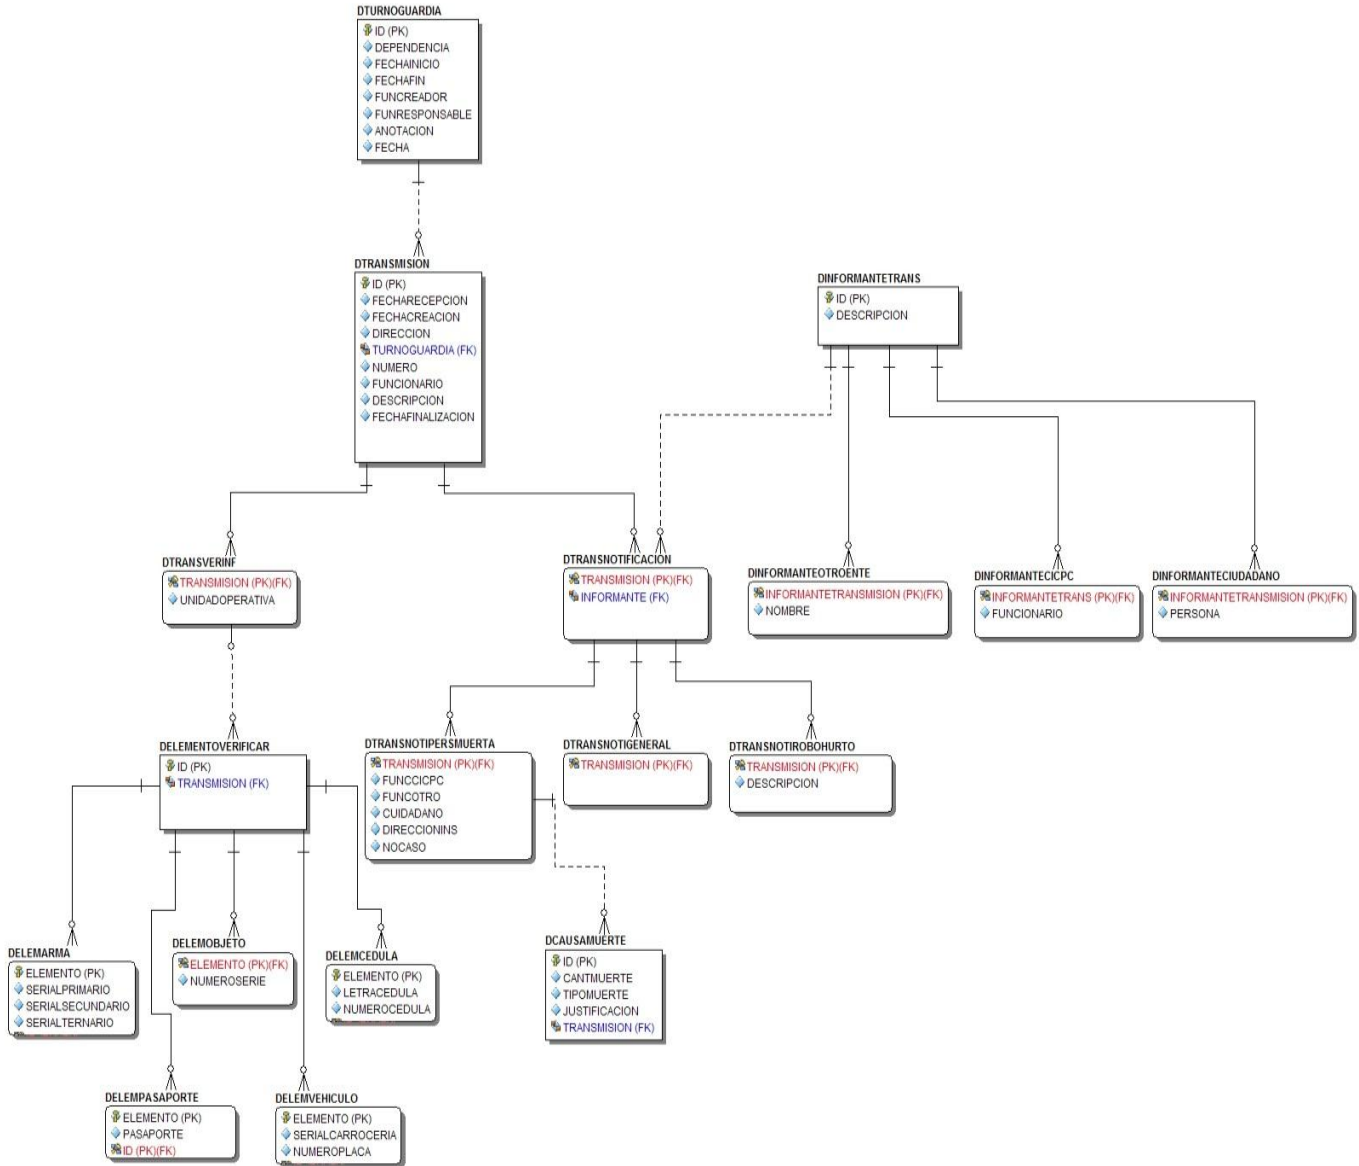 DTURNOGUARDIA
ID (PK)
DEPENDENCIA
FECHAINICIO
FECHAFIN
FUNCREADOR
FUNRESPONSABLE
ANOTACION
FECHA
DTRANSMISION
ID (PK)
FECHARECEPCION
FECHACREACION
DIRECCION
TURNOGUARDIA (FK)
NUMERO
FUNCIONARIO
DESCRIPCION
FECHAFINALIZACION
DINFORMANTETRANS
ID (PK)
DESCRIPCION
DTRANSVERINF
TRANSMISION (PK)(FK)
UNIDADOPERATIVA
DTRANSNOTIFICACION
TRANSMISION (PK)(FK)
INFORMANTE (FK)
DINFORMANTEOTROENTE
INFORMANTETRANSMISION (PK)(FK)
NOMBRE
DINFORMANTECICPC
INFORMANTETRANS (PK)(FK)
FUNCIONARIO
DINFORMANTECIUDADANO
INFORMANTETRANSMISION (PK)(FK)
PERSONA
DELEMENTOVERIFICAR
ID (PK)
TRANSMISION (FK)
DTRANSNOTIPERSMUERTA
TRANSMISION (PK)(FK)
FUNCCICPC
FUNCOTRO
CUIDADANO
DIRECCIONINS
NOCASO
DTRANSNOTIGENERAL
TRANSMISION (PK)(FK)
DTRANSNOTIROBOHURTO
TRANSMISION (PK)(FK)
DESCRIPCION
DELEMARMA
ELEMENTO (PK)
SERIALPRIMARIO
SERIALSECUNDARIO
SERIALTERNARIO
DELEMOBJETO
ELEMENTO (PK)(FK)
NUMEROSERIE
DELEMCEDULA
ELEMENTO (PK)
LETRACEDULA
NUMEROCEDULA
DCAUSAMUERTE
ID (PK)
CANTMUERTE
TIPOMUERTE
JUSTIFICACION
TRANSMISION (FK)
DELEMPASAPORTE
ELEMENTO (PK)
PASAPORTE
ID (PK)(FK)
DELEMVEHICULO
ELEMENTO (PK)
SERIALCARROCERIA
NUMEROPLACA